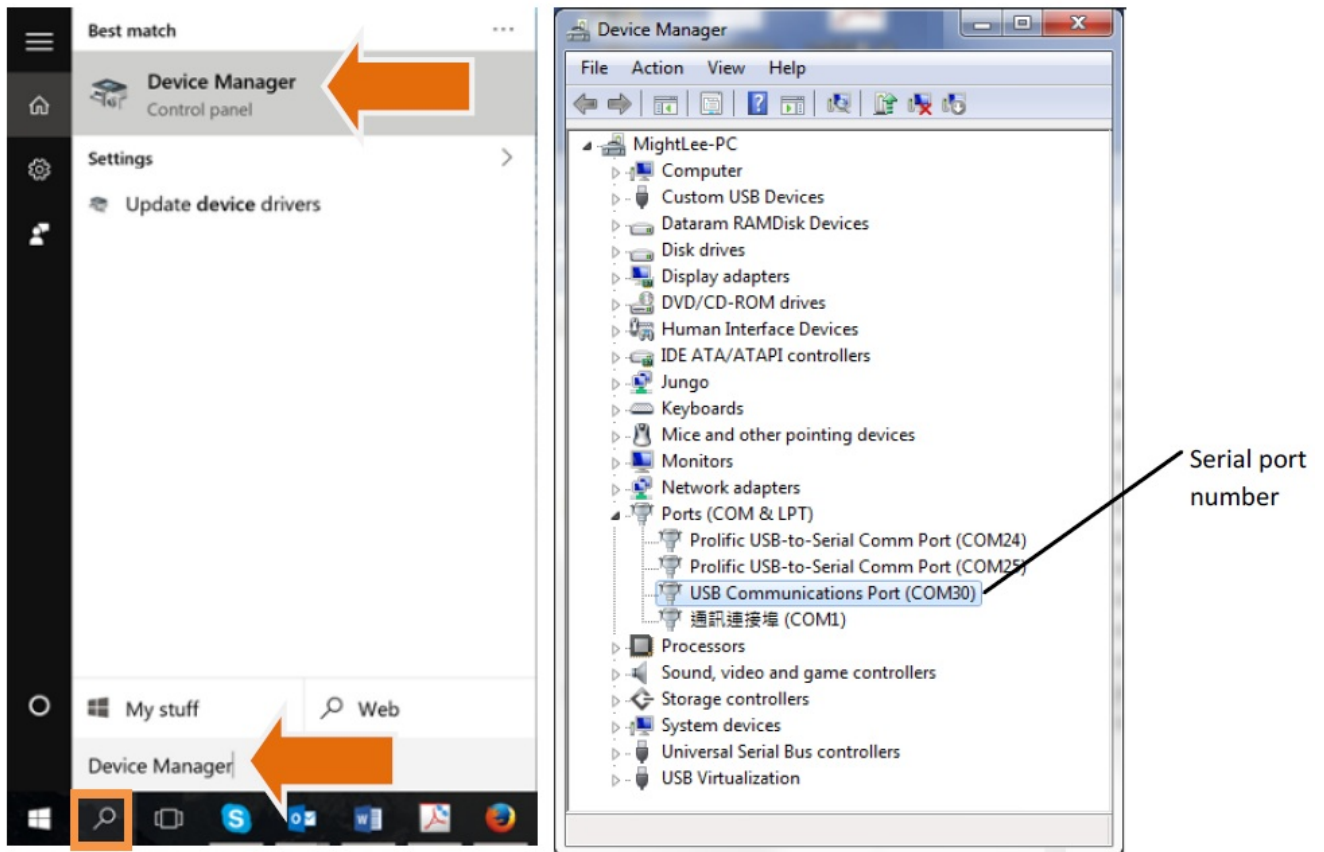 Best match
Device Manager
Control panel
Settings
Update device drivers
My stuff
Web
Device Manager
Device Manager
File Action View Help
MightLee-PC
Computer
Custom USB Devices
Dataram RAMDisk Devices
Disk drives
Display adapters
DVD/CD-ROM drives
Human Interface Devices
IDE ATA/ATAPI controllers
Jungo
Keyboards
Mice and other pointing devices
Monitors
Network adapters
Ports (COM & LPT)
Prolific USB-to-Serial Comm Port (COM24)
Prolific USB-to-Serial Comm Port (COM25)
USB Communications Port (COM30)
通訊連接埠 (COM1)
Processors
Sound, video and game controllers
Storage controllers
System devices
Universal Serial Bus controllers
USB Virtualization
Serial port
number